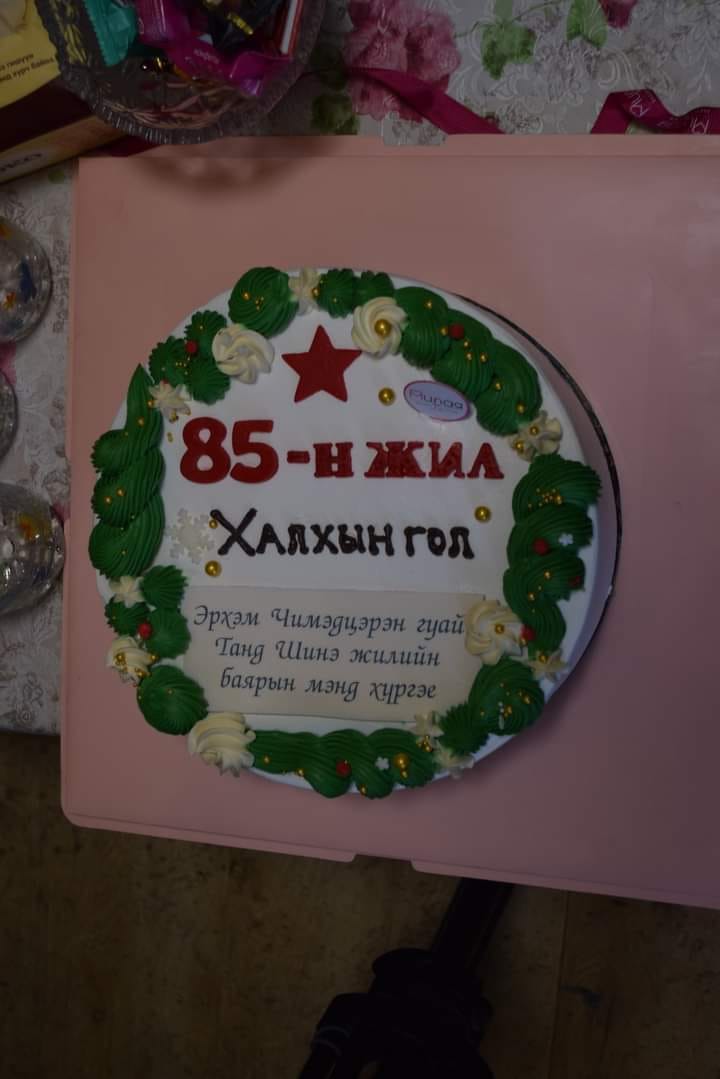 85-Н ЖИЛ
ХАЛХЫН ГОЛ
Эрхэм Чимэдцэрэн гуай
Танд Шинэ жилийн
баярын мэнд хүргэе